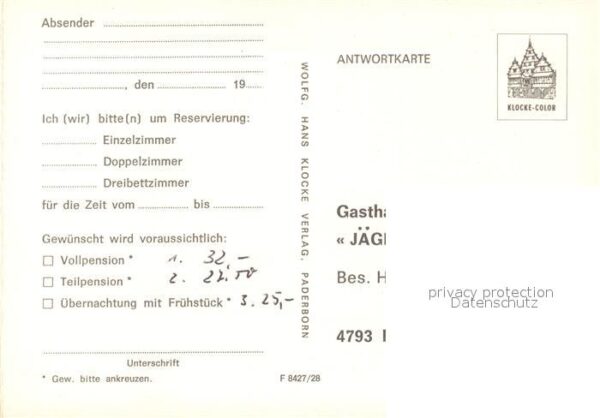 Absender
, den 19
Ich (wir) bitte(n) um Reservierung:
Einzelzimmer
Doppelzimmer
Dreibettzimmer
für die Zeit vom bis
Gewünscht wird voraussichtlich:
Vollpension * 1. 32,-
Teilpension * 2.
Übernachtung mit Frühstück * 3. 25,-
Unterschrift
* Gew. bitte ankreuzen.
F 8427/28
WOLFG. HANS KLOCKE VERLAG, PADERBORN
ANTWORTKARTE
KLOCKE-COLOR
Gastha
« JÄG
Bes. H
4793
privacy protection
Datenschutz